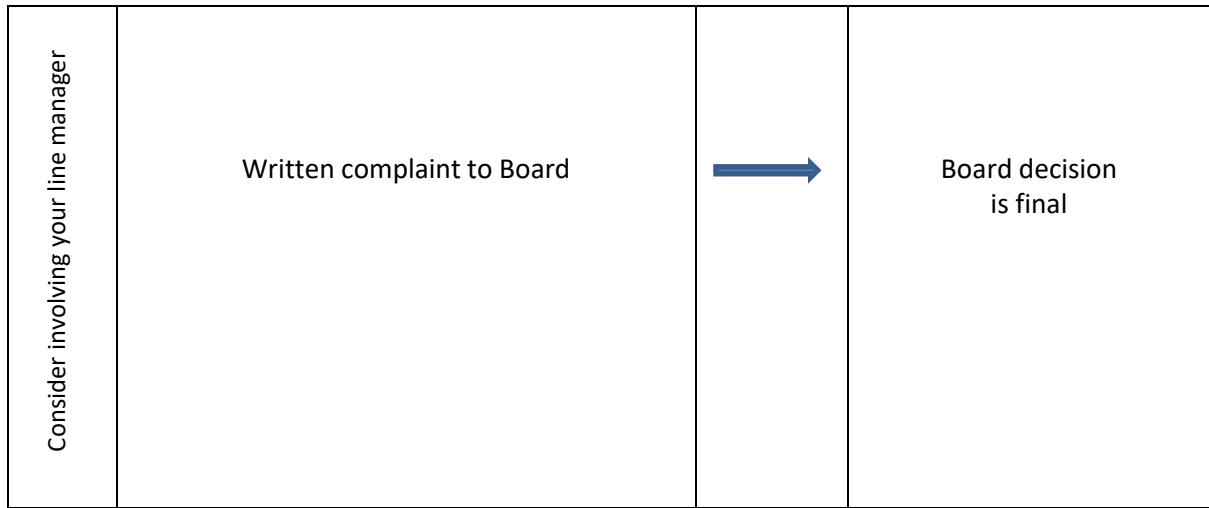 Consider involving your line manager
Written complaint to Board
Board decision
is final